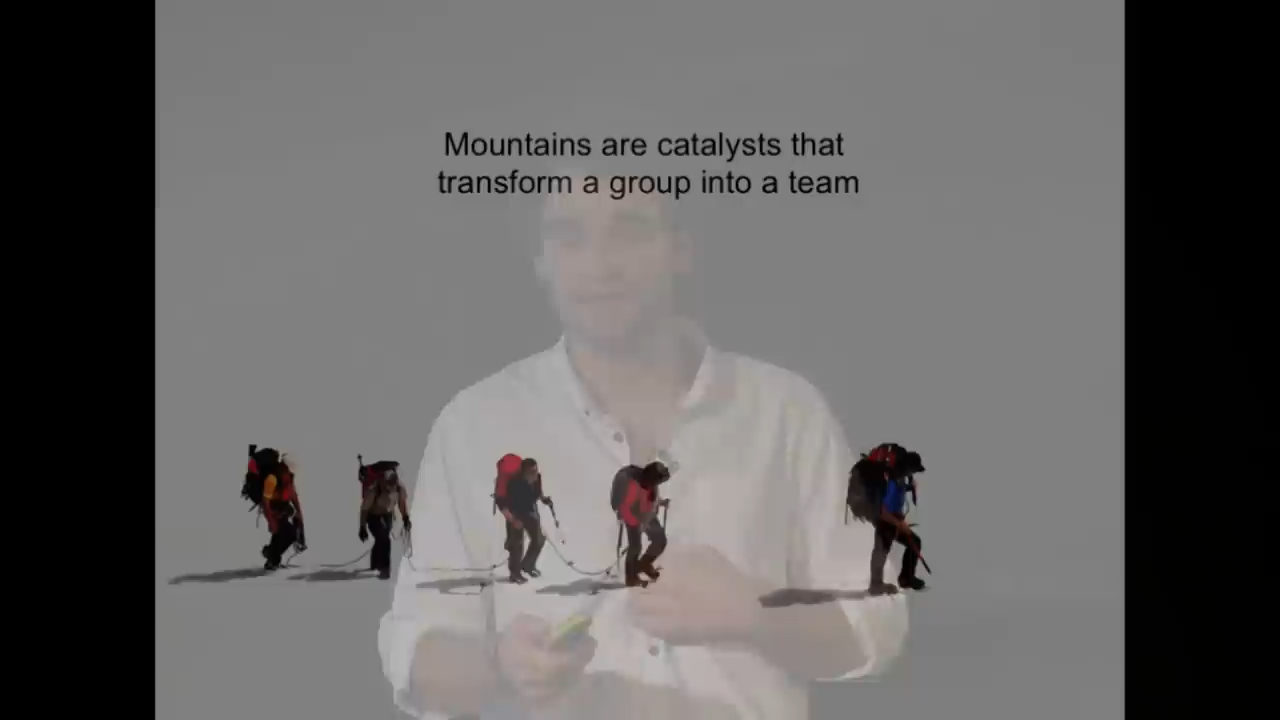 Mountains are catalysts that
transform a group into a team